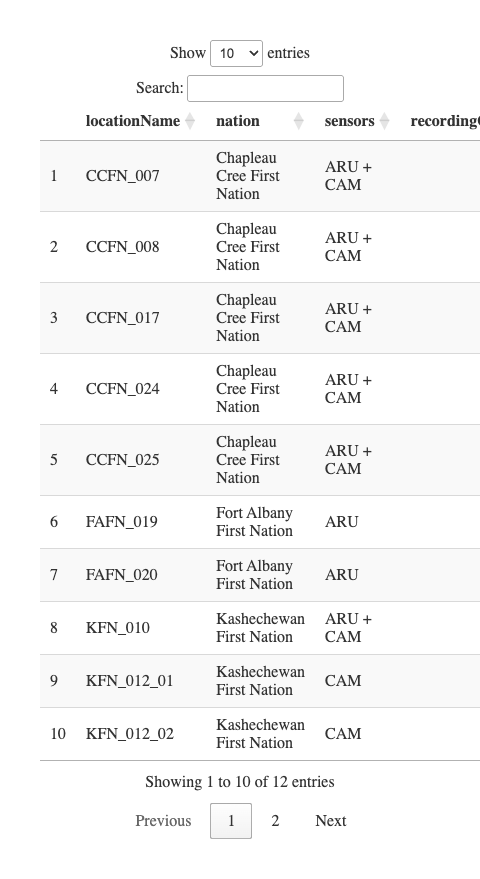 Show 10 entries
Search:
locationName nation sensors recording
1 CCFN_007 Chapleau Cree First Nation ARU + CAM
2 CCFN_008 Chapleau Cree First Nation ARU + CAM
3 CCFN_017 Chapleau Cree First Nation ARU + CAM
4 CCFN_024 Chapleau Cree First Nation ARU + CAM
5 CCFN_025 Chapleau Cree First Nation ARU + CAM
6 FAFN_019 Fort Albany First Nation ARU
7 FAFN_020 Fort Albany First Nation ARU
8 KFN_010 Kashechewan First Nation ARU + CAM
9 KFN_012_01 Kashechewan First Nation CAM
10 KFN_012_02 Kashechewan First Nation CAM
Showing 1 to 10 of 12 entries
Previous 1 2 Next